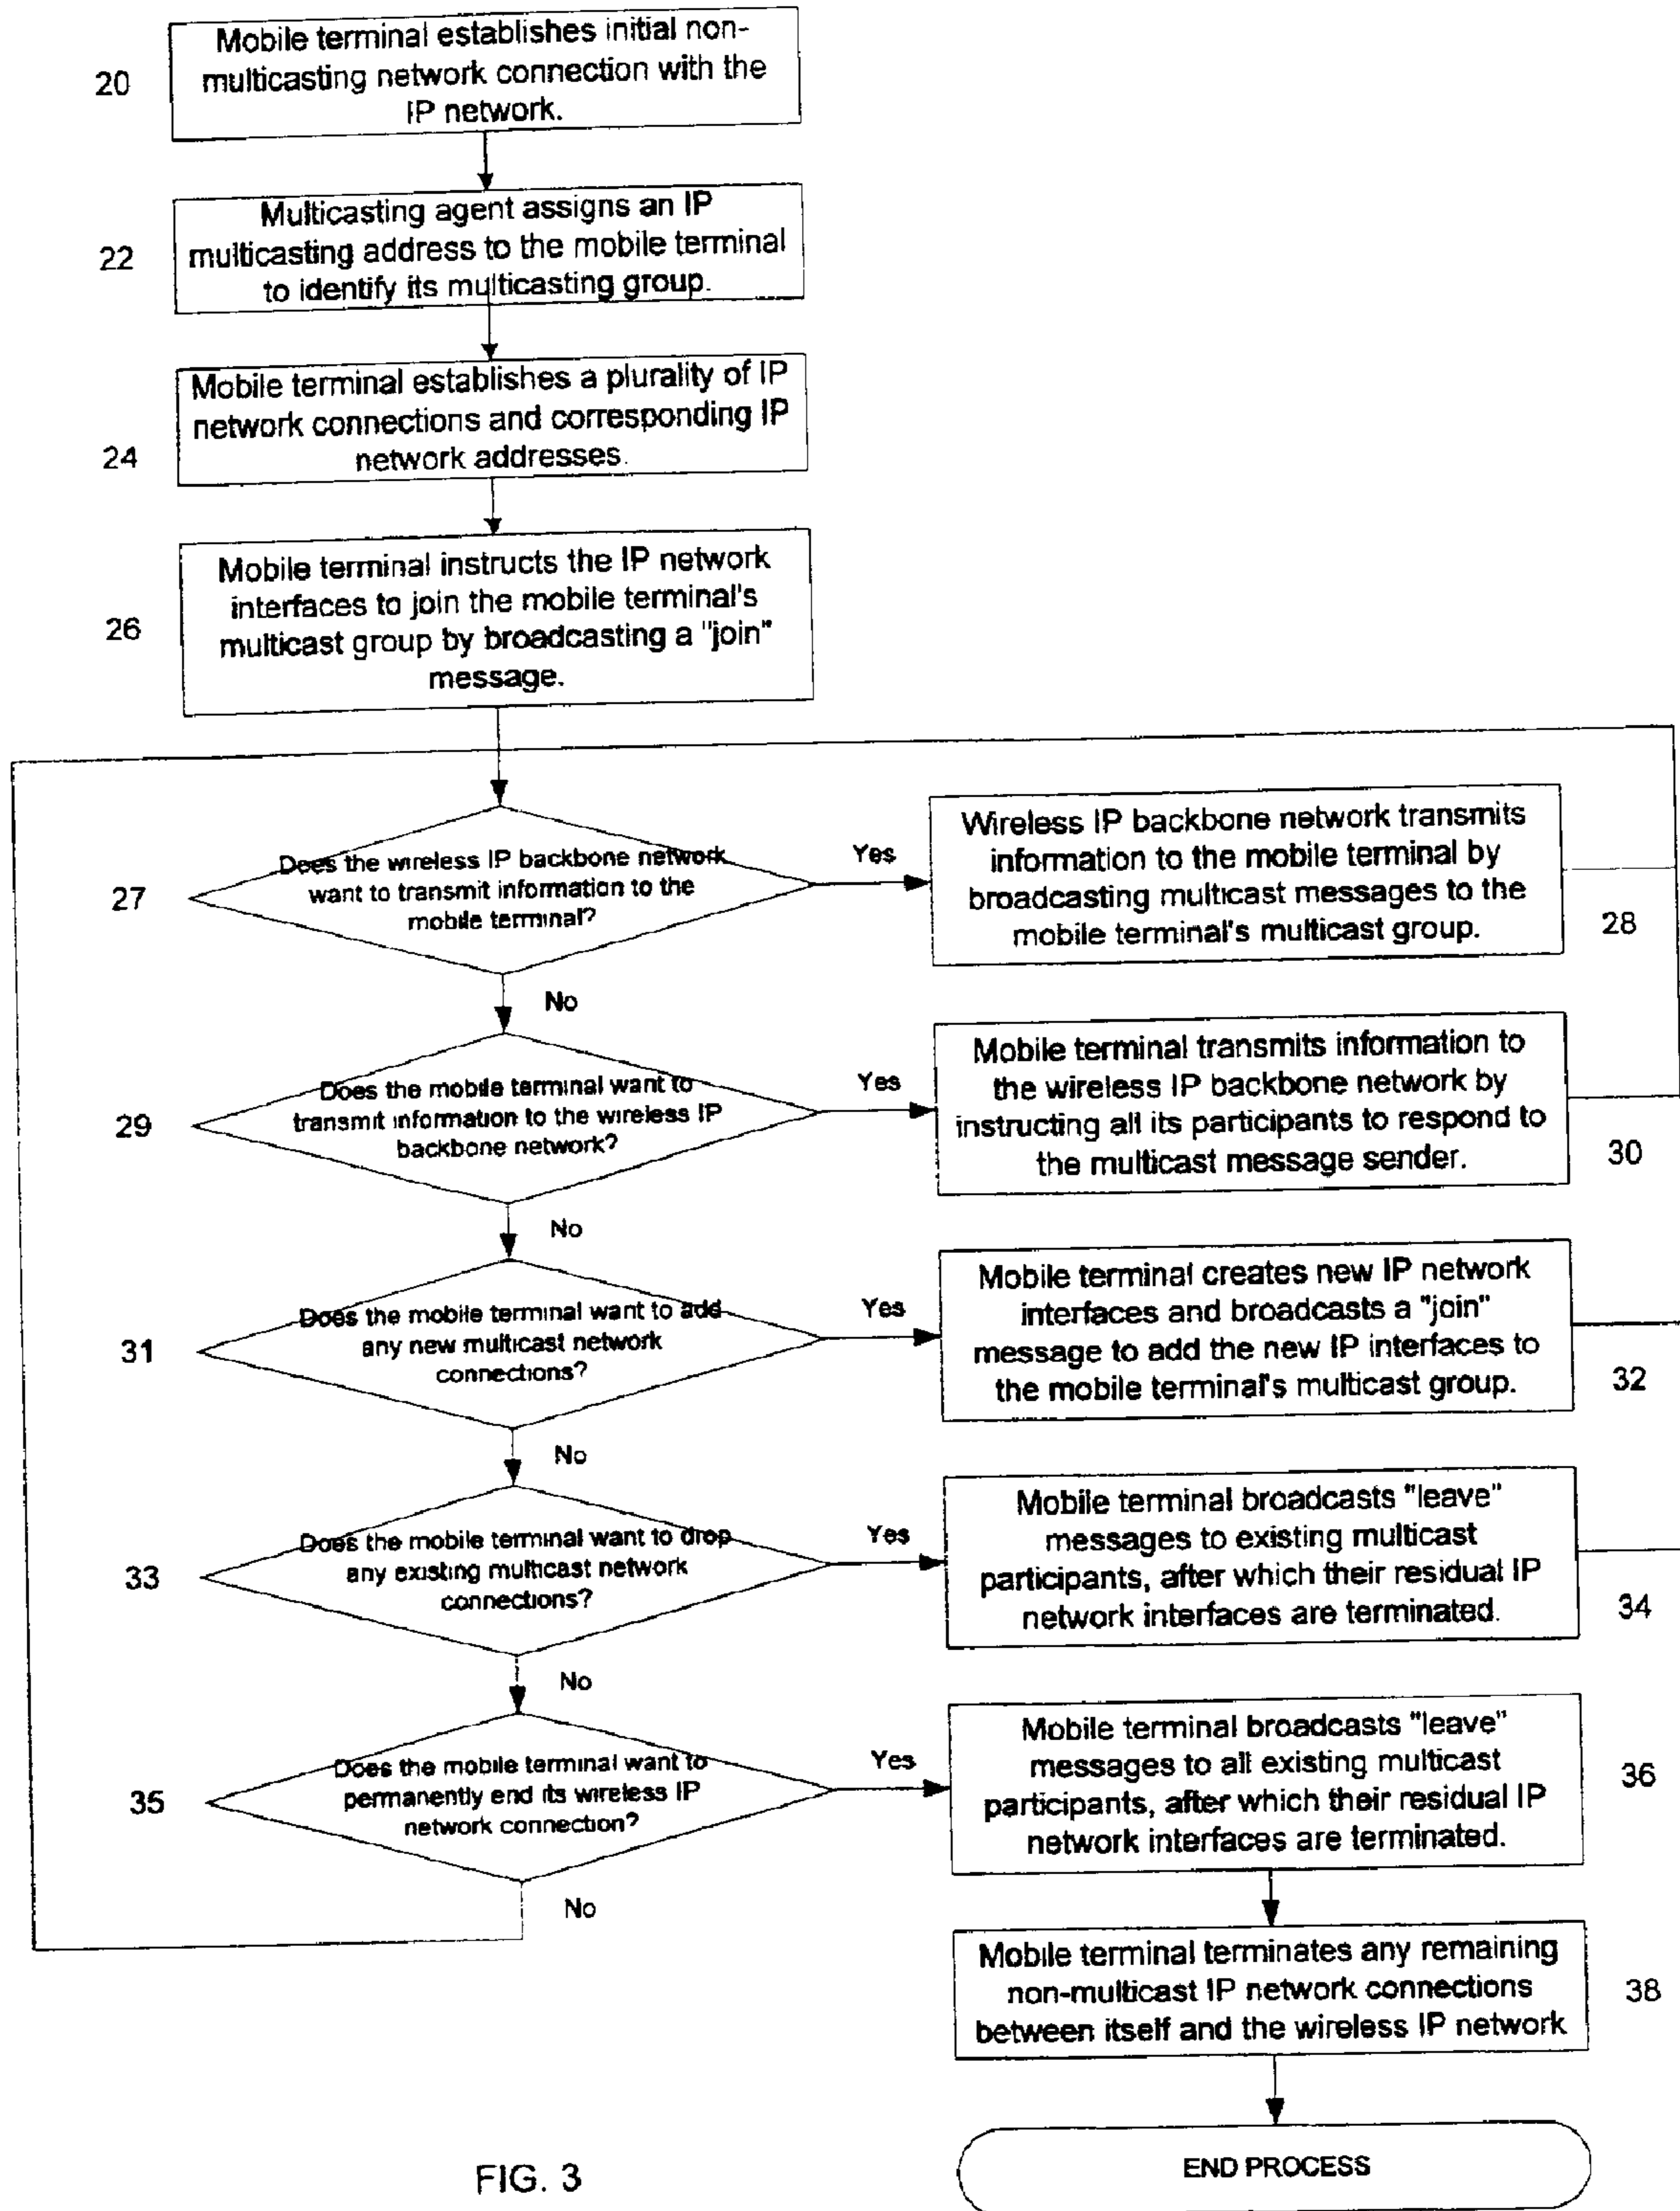 20
Mobile terminal establishes initial non-
multicasting network connection with the
IP network.
22
Multicasting agent assigns an IP
multicasting address to the mobile terminal
to identify its multicasting group.
24
Mobile terminal establishes a plurality of IP
network connections and corresponding IP
network addresses.
26
Mobile terminal instructs the IP network
interfaces to join the mobile terminal's
multicast group by broadcasting a "join"
message.
27
Does the wireless IP backbone network
want to transmit information to the
mobile terminal?
Yes
Wireless IP backbone network transmits
information to the mobile terminal by
broadcasting multicast messages to the
mobile terminal's multicast group.
28
No
29
Does the mobile terminal want to
transmit information to the wireless IP
backbone network?
Yes
Mobile terminal transmits information to
the wireless IP backbone network by
instructing all its participants to respond to
the multicast message sender.
30
No
31
Does the mobile terminal want to add
any new multicast network
connections?
Yes
Mobile terminal creates new IP network
interfaces and broadcasts a "join"
message to add the new IP interfaces to
the mobile terminal's multicast group.
32
No
33
Does the mobile terminal want to drop
any existing multicast network
connections?
Yes
Mobile terminal broadcasts "leave"
messages to existing multicast
participants, after which their residual IP
network interfaces are terminated.
34
No
35
Does the mobile terminal want to
permanently end its wireless IP
network connection?
Yes
Mobile terminal broadcasts "leave"
messages to all existing multicast
participants, after which their residual IP
network interfaces are terminated.
36
No
Mobile terminal terminates any remaining
non-multicast IP network connections
between itself and the wireless IP network
38
END PROCESS
FIG. 3